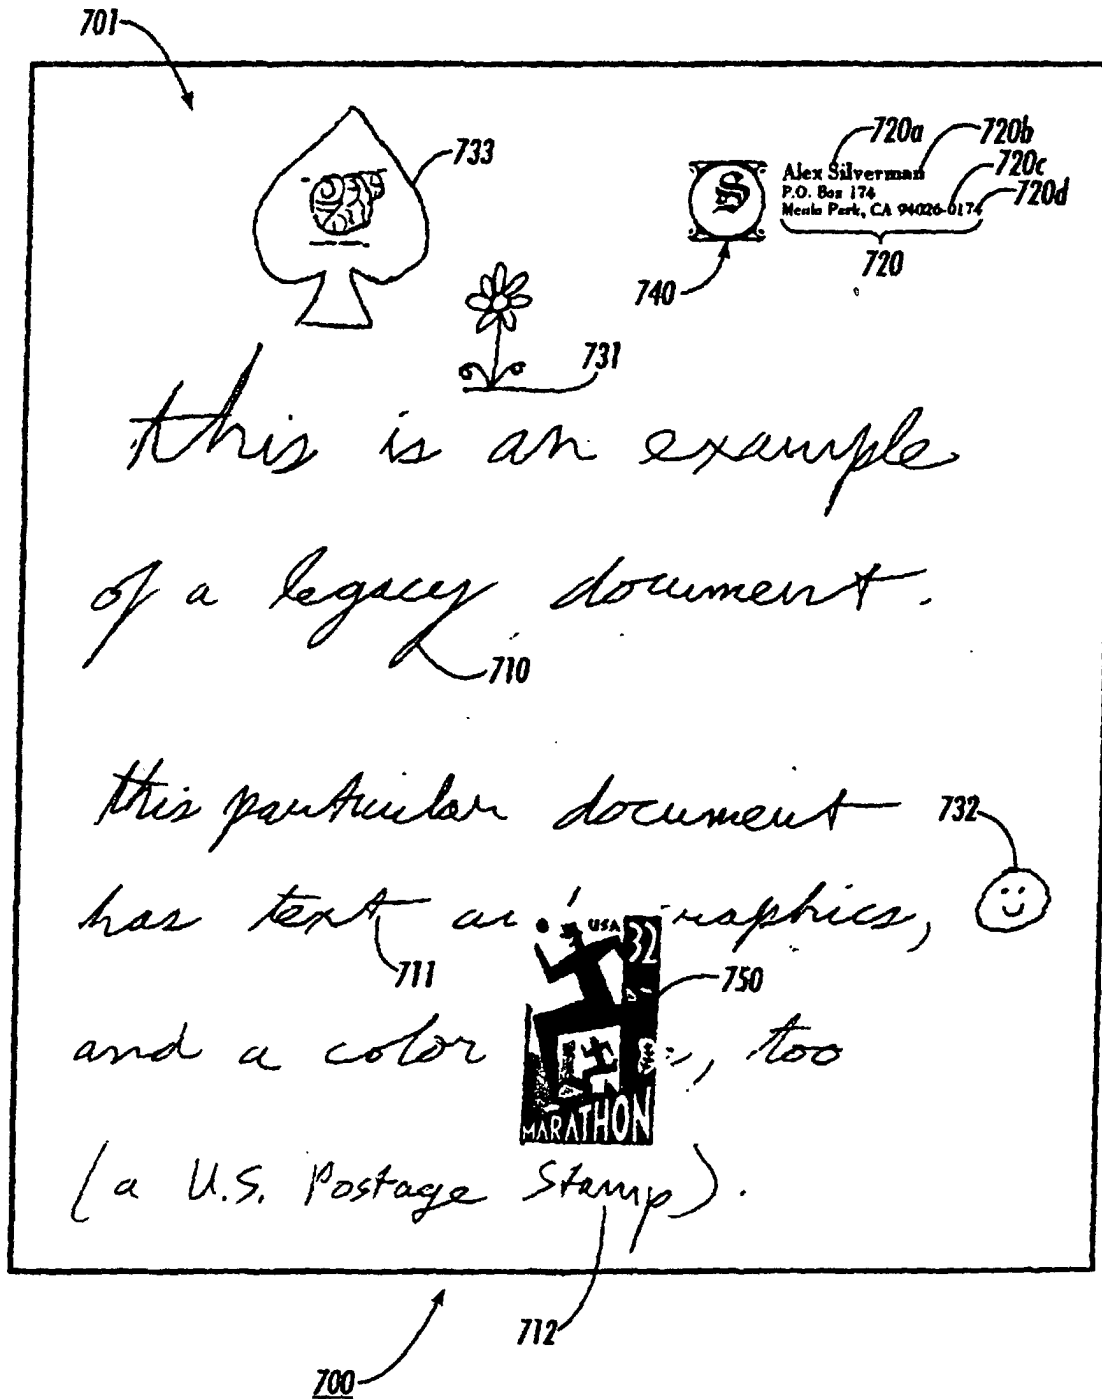 701
733
720a
720b
Alex Silverman
720c
P.O. Box 174
720d
Menlo Park, CA 94026-0174
S
720
740
731
this is an example
of a legacy document.
710
this particular document
732
has text an graphics,
711
USA
32
750
and a color , too
MARATHON
(a U.S. Postage Stamp).
712
700